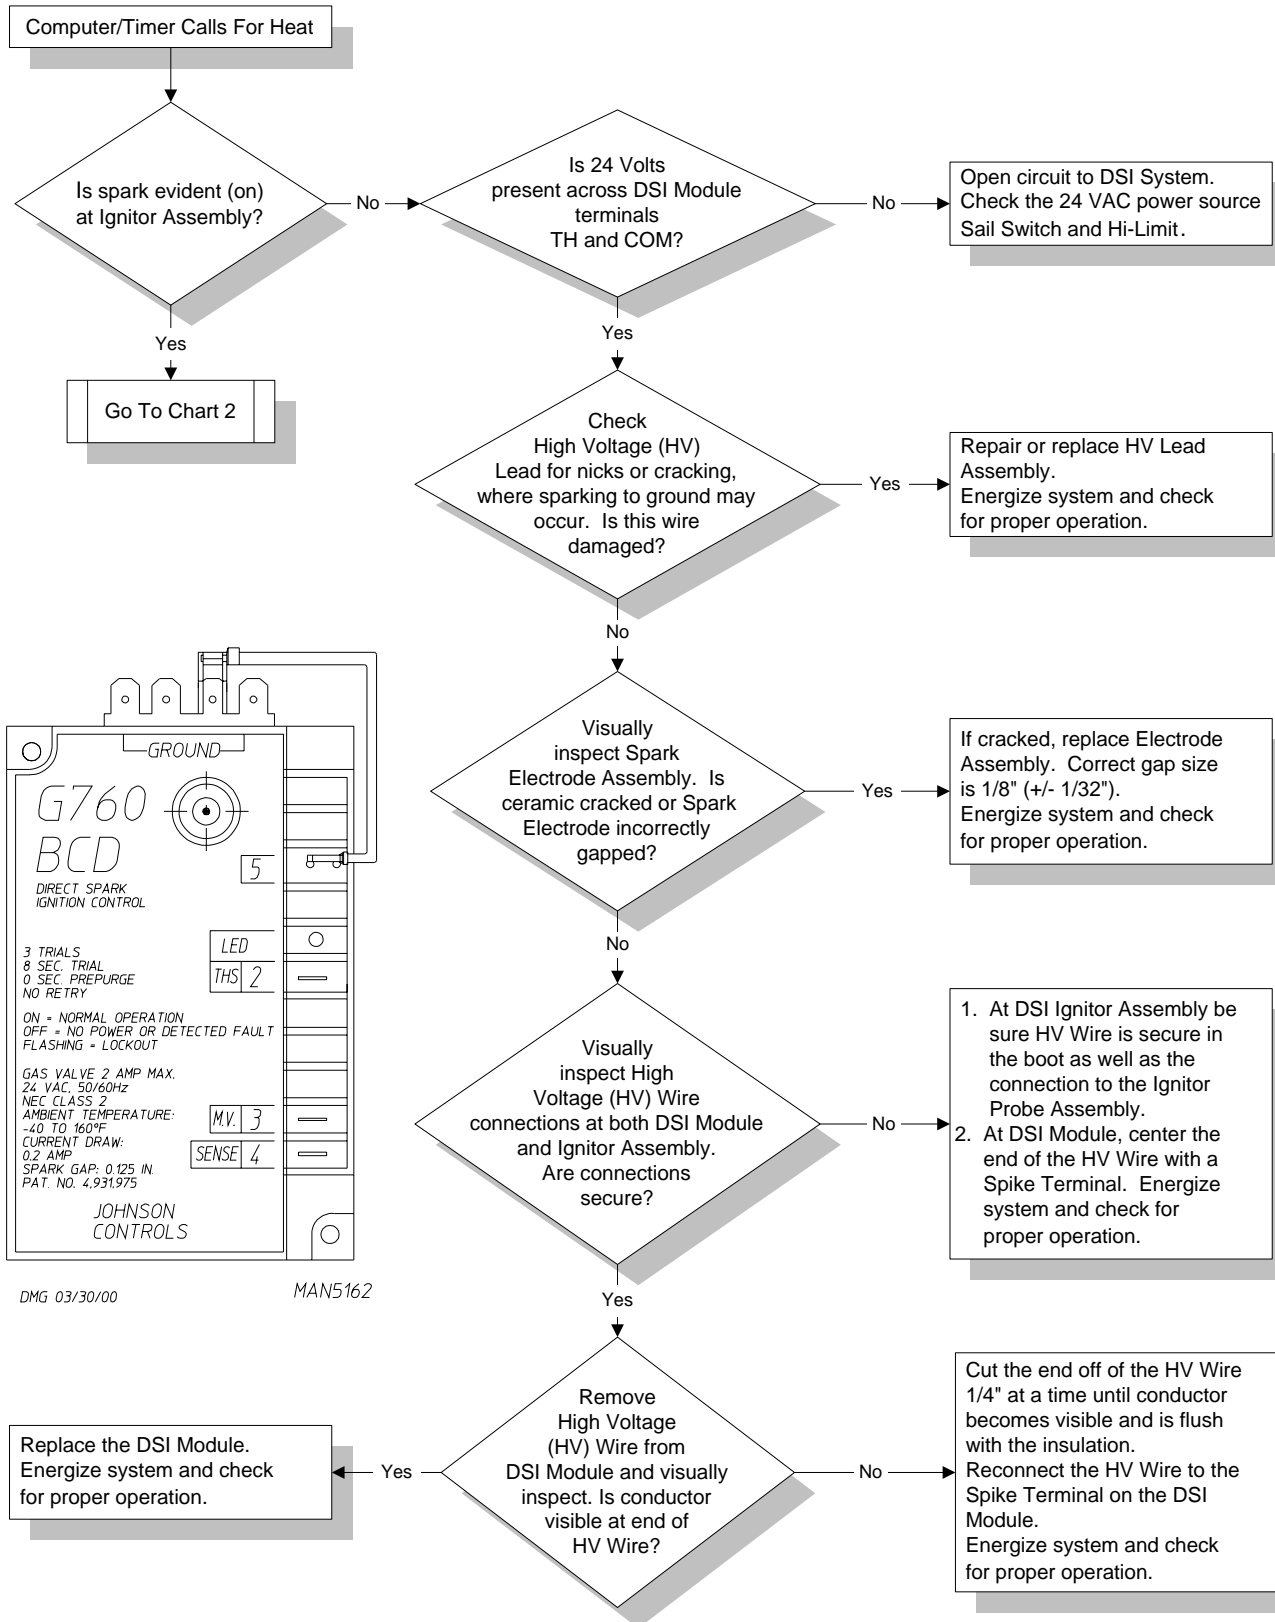 Computer/Timer Calls For Heat
Is spark evident (on)
at Ignitor Assembly?
No
Is 24 Volts
present across DSI Module
terminals
TH and COM?
No
Open circuit to DSI System.
Check the 24 VAC power source
Sail Switch and Hi-Limit.
Yes
Go To Chart 2
Yes
Check
High Voltage (HV)
Lead for nicks or cracking,
where sparking to ground may
occur. Is this wire
damaged?
Yes
Repair or replace HV Lead
Assembly.
Energize system and check
for proper operation.
No
Visually
inspect Spark
Electrode Assembly. Is
ceramic cracked or Spark
Electrode incorrectly
gapped?
Yes
If cracked, replace Electrode
Assembly. Correct gap size
is 1/8" (+/- 1/32").
Energize system and check
for proper operation.
No
Visually
inspect High
Voltage (HV) Wire
connections at both DSI Module
and Ignitor Assembly.
Are connections
secure?
No
1. At DSI Ignitor Assembly be
sure HV Wire is secure in
the boot as well as the
connection to the Ignitor
Probe Assembly.
2. At DSI Module, center the
end of the HV Wire with a
Spike Terminal. Energize
system and check for
proper operation.
Yes
Remove
High Voltage
(HV) Wire from
DSI Module and visually
inspect. Is conductor
visible at end of
HV Wire?
No
Cut the end off of the HV Wire
1/4" at a time until conductor
becomes visible and is flush
with the insulation.
Reconnect the HV Wire to the
Spike Terminal on the DSI
Module.
Energize system and check
for proper operation.
Yes
Replace the DSI Module.
Energize system and check
for proper operation.
GROUND
G760
BCD
DIRECT SPARK
IGNITION CONTROL
5
LED
THS 2
3 TRIALS
8 SEC. TRIAL
0 SEC. PREPURGE
NO RETRY
ON = NORMAL OPERATION
OFF = NO POWER OR DETECTED FAULT
FLASHING = LOCKOUT
GAS VALVE 2 AMP MAX.
24 VAC, 50/60Hz
NEC CLASS 2
AMBIENT TEMPERATURE:
-40 TO 160°F
CURRENT DRAW:
0.2 AMP
SPARK GAP: 0.125 IN.
PAT. NO. 4,931,975
M.V. 3
SENSE 4
JOHNSON
CONTROLS
DMG 03/30/00
MAN5162